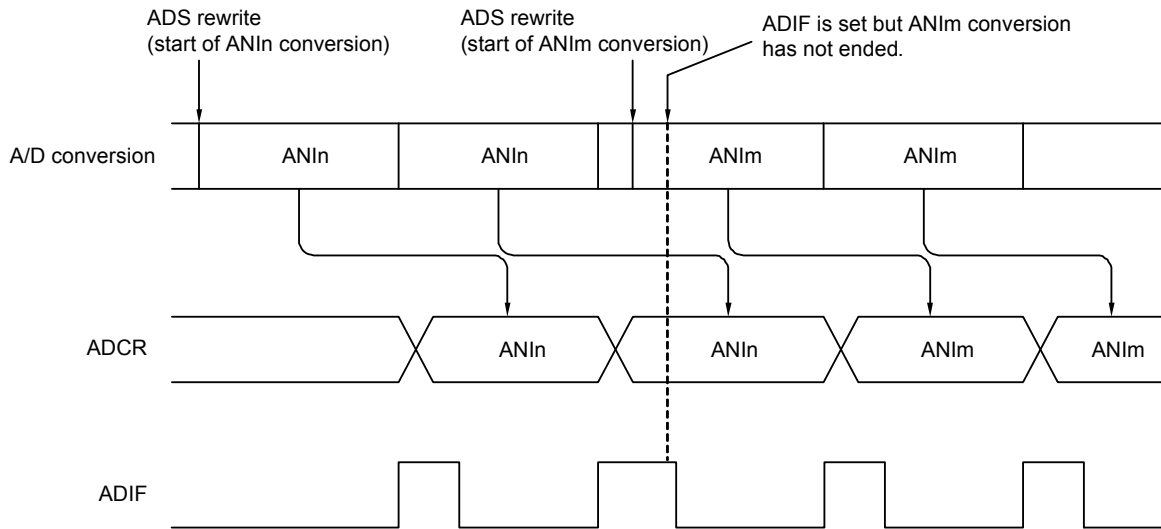 ADS rewrite
(start of ANIn conversion)
ADS rewrite
(start of ANIm conversion)
ADIF is set but ANIm conversion
has not ended.
A/D conversion
ANIn
ANIn
ANIm
ANIm
ADCR
ANIn
ANIn
ANIm
ANIm
ADIF